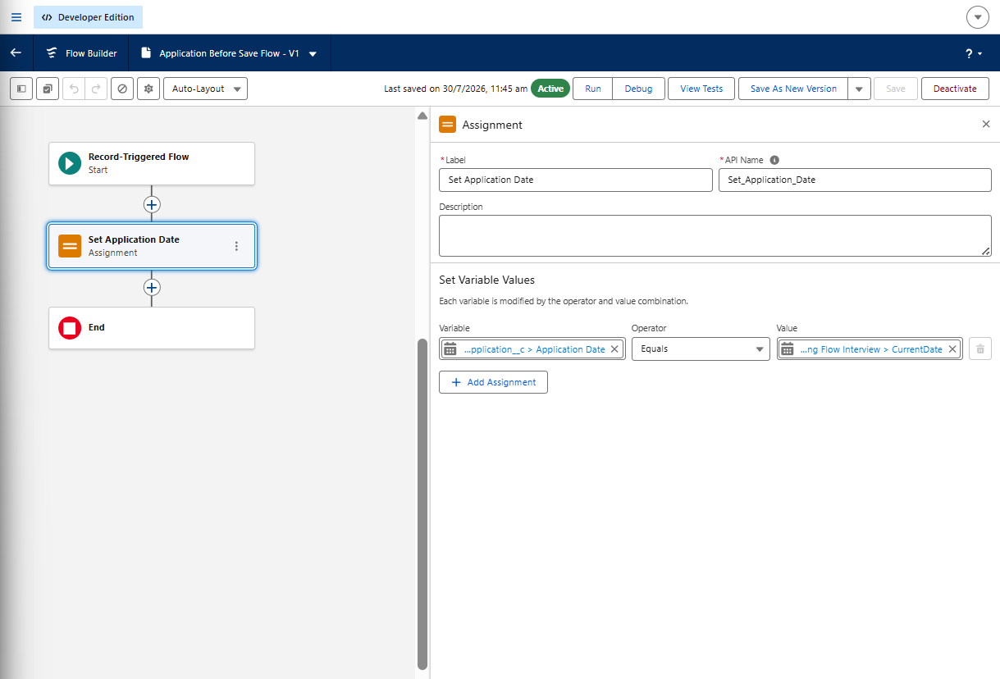 Developer Edition
Flow Builder
Application Before Save Flow - V1
?
Auto-Layout
Last saved on 30/7/2026, 11:45 am
Active
Run
Debug
View Tests
Save As New Version
Save
Deactivate
Record-Triggered Flow
Start
Set Application Date
Assignment
End
Assignment
*Label
*API Name
Set Application Date
Set_Application_Date
Description
Set Variable Values
Each variable is modified by the operator and value combination.
Variable
Operator
Value
...pplication__c > Application Date
Equals
...ng Flow Interview > CurrentDate
Add Assignment